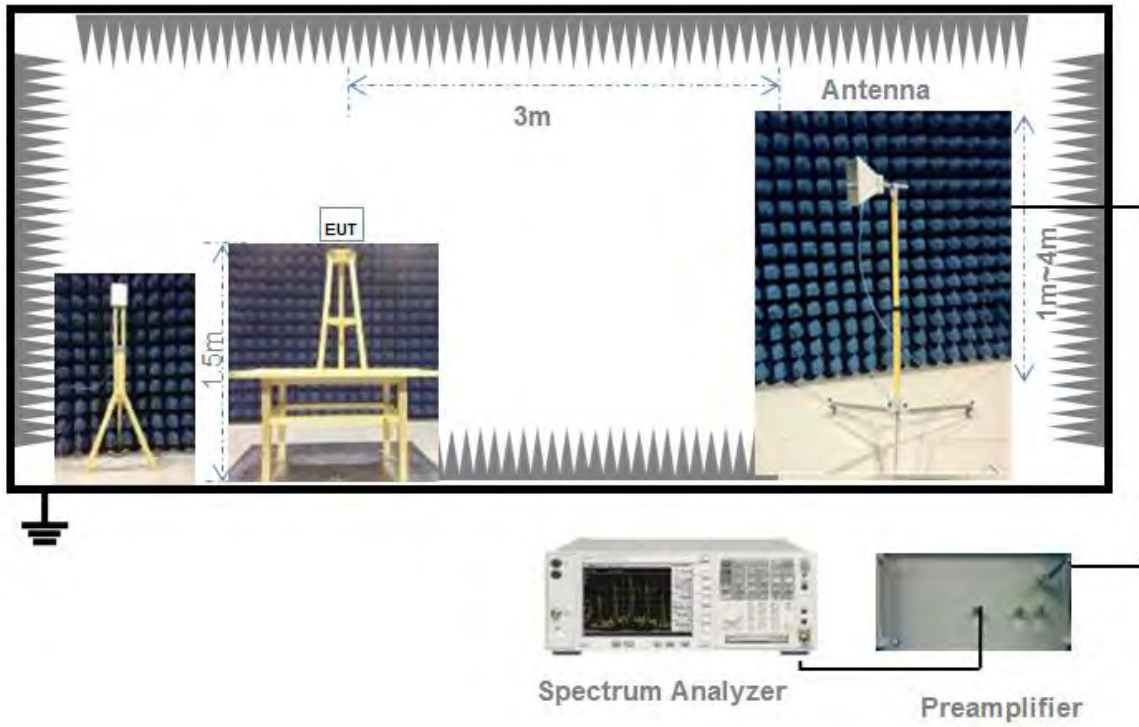 Antenna
3m
EUT
1.5m
1m~4m
Spectrum Analyzer
Preamplifier